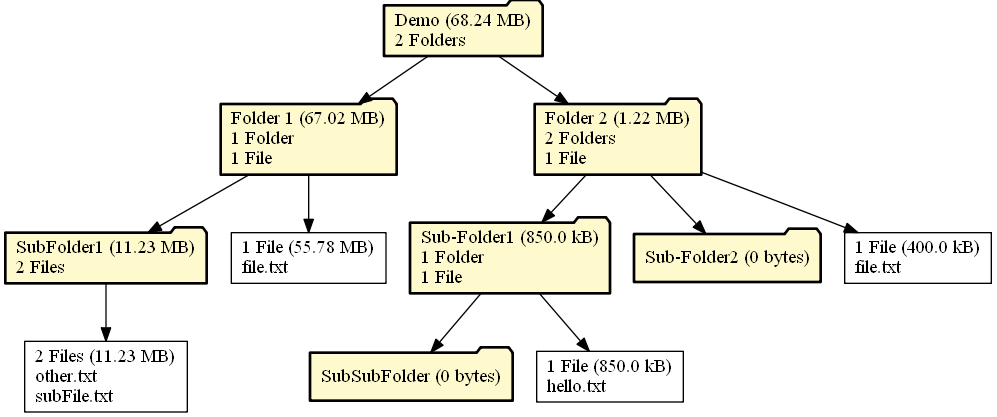 Demo (68.24 MB)
2 Folders
Folder 1 (67.02 MB)
1 Folder
1 File
Folder 2 (1.22 MB)
2 Folders
1 File
SubFolder1 (11.23 MB)
2 Files
1 File (55.78 MB)
file.txt
Sub-Folder1 (850.0 kB)
1 Folder
1 File
Sub-Folder2 (0 bytes)
1 File (400.0 kB)
file.txt
2 Files (11.23 MB)
other.txt
subFile.txt
SubSubFolder (0 bytes)
1 File (850.0 kB)
hello.txt